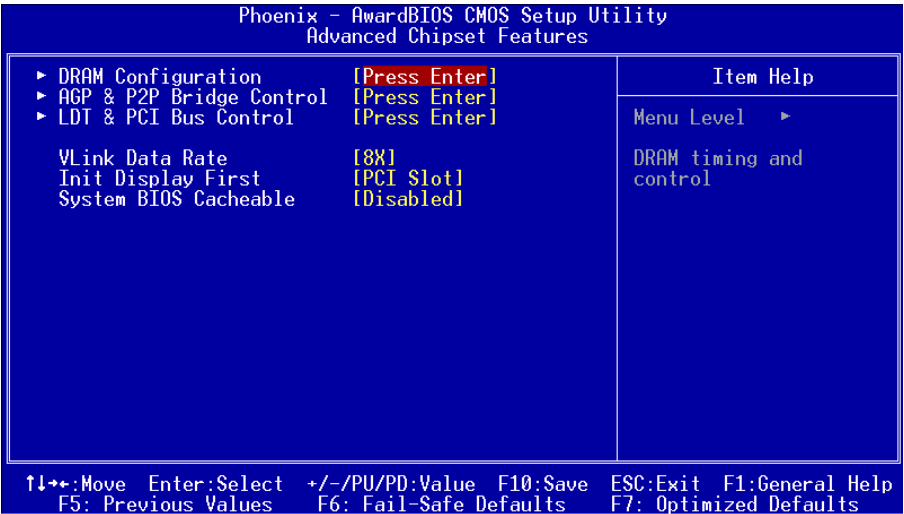 Phoenix - AwardBIOS CMOS Setup Utility
Advanced Chipset Features
▶ DRAM Configuration [Press Enter]
▶ AGP & P2P Bridge Control [Press Enter]
▶ LDT & PCI Bus Control [Press Enter]
VLink Data Rate [8X]
Init Display First [PCI Slot]
System BIOS Cacheable [Disabled]
Item Help
Menu Level ▶
DRAM timing and
control
↑↓→←:Move Enter:Select +/-/PU/PD:Value F10:Save ESC:Exit F1:General Help
F5: Previous Values F6: Fail-Safe Defaults F7: Optimized Defaults